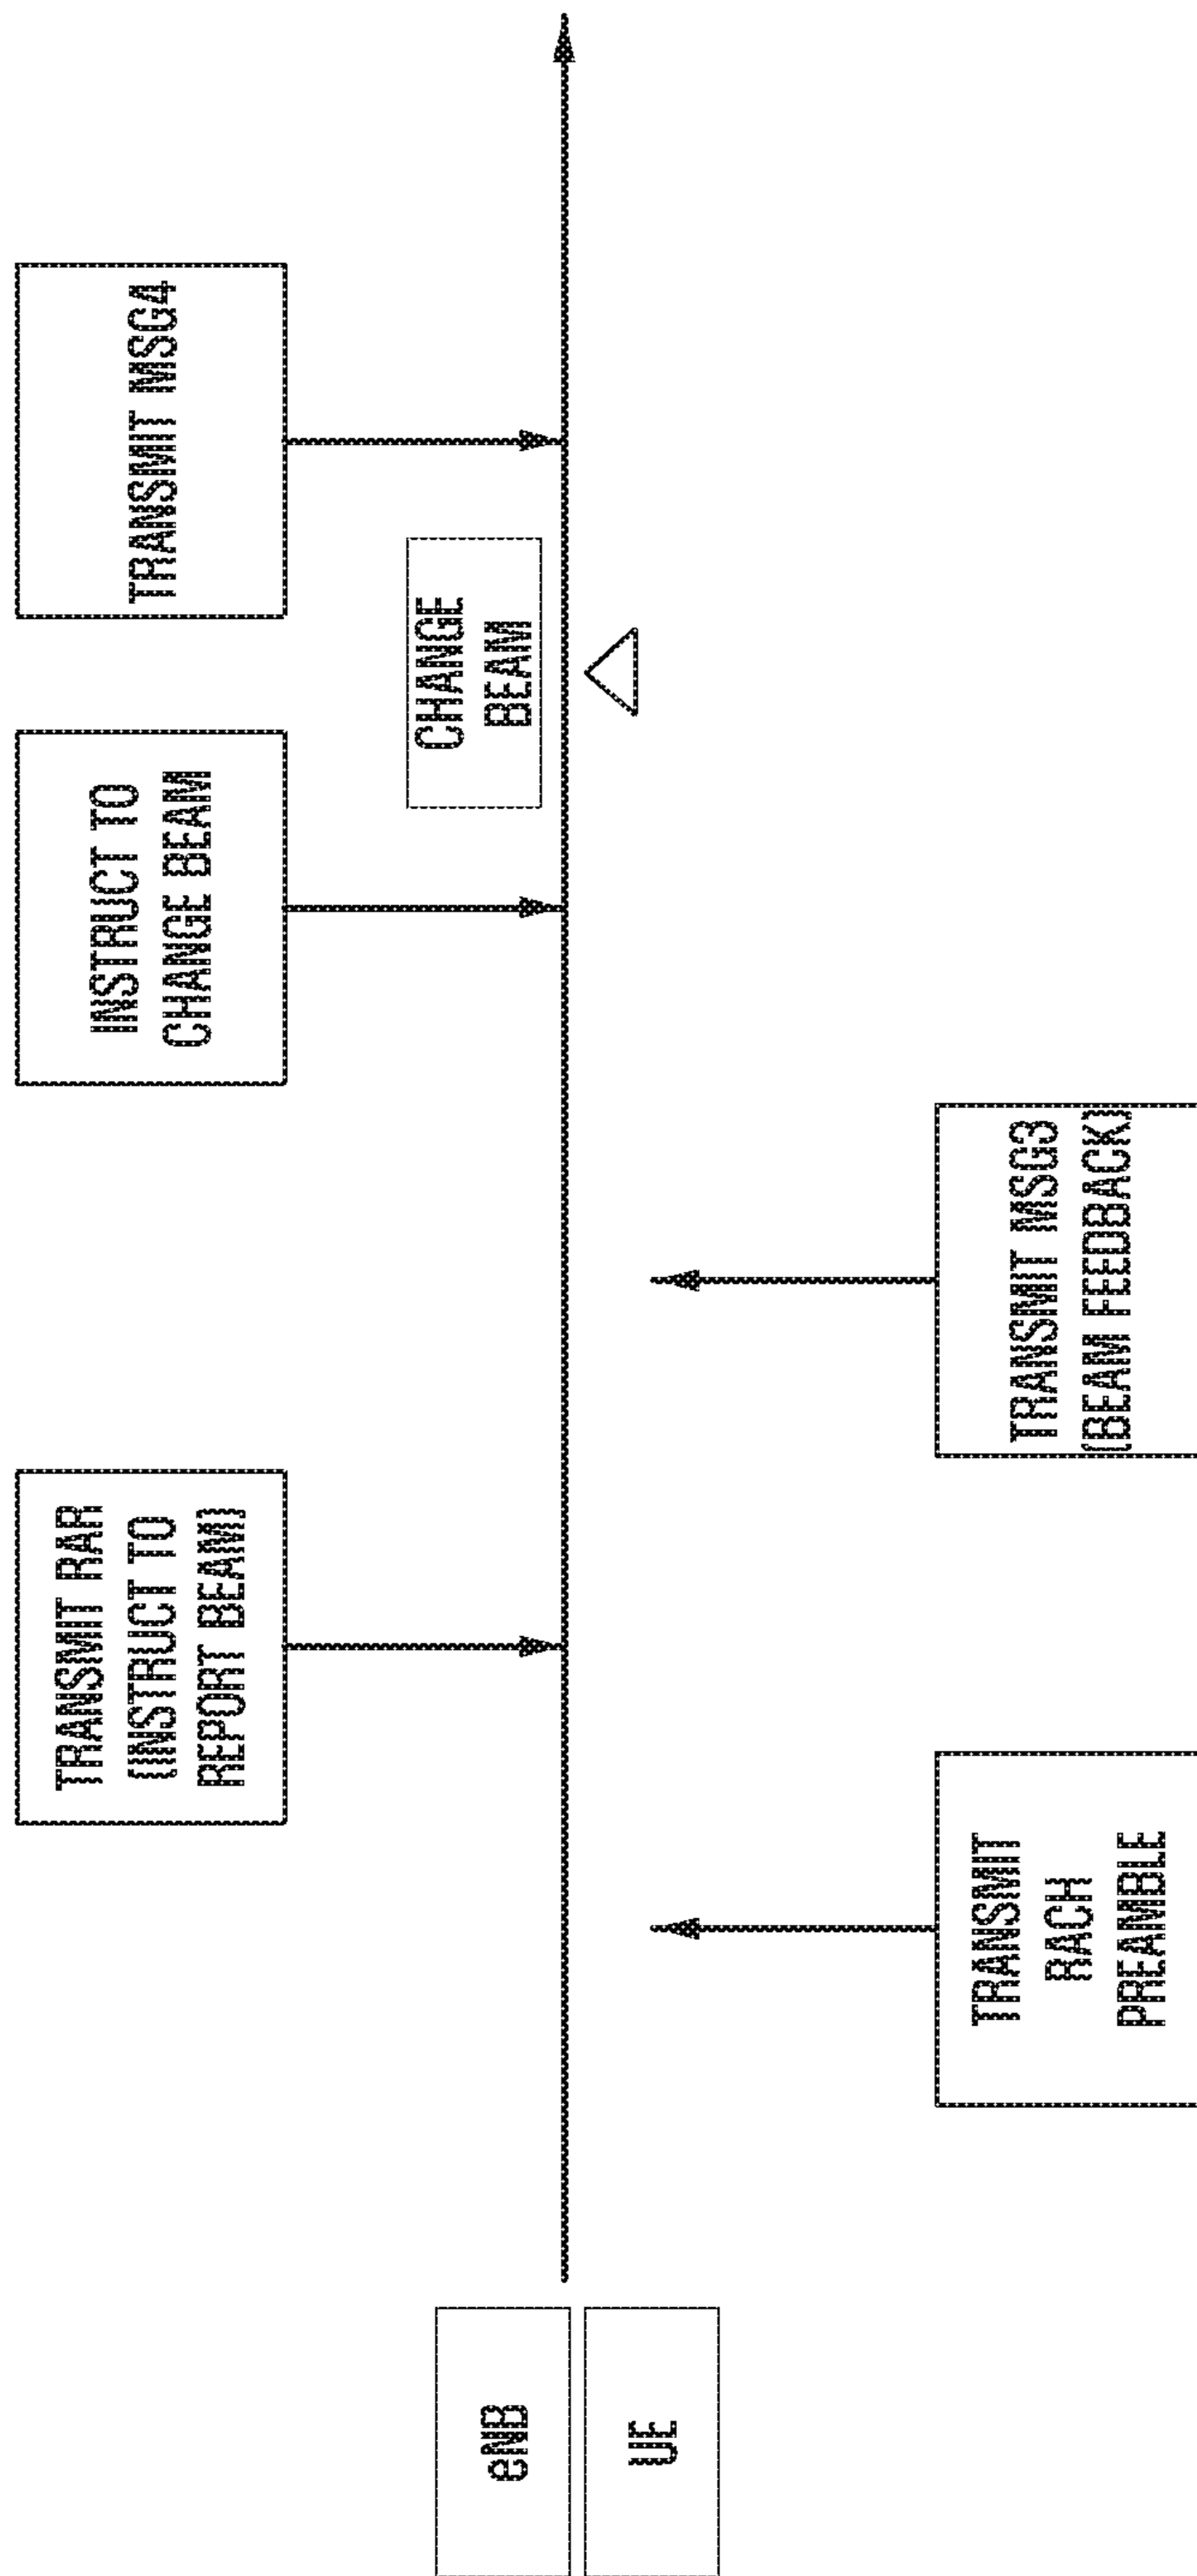 eNB
UE
TRANSMIT
RACH
PREAMBLE
TRANSMIT RAR
(INSTRUCT TO
REPORT BEAM)
TRANSMIT MSG3
(BEAM FEEDBACK)
INSTRUCT TO
CHANGE BEAM
CHANGE
BEAM
TRANSMIT MSG4